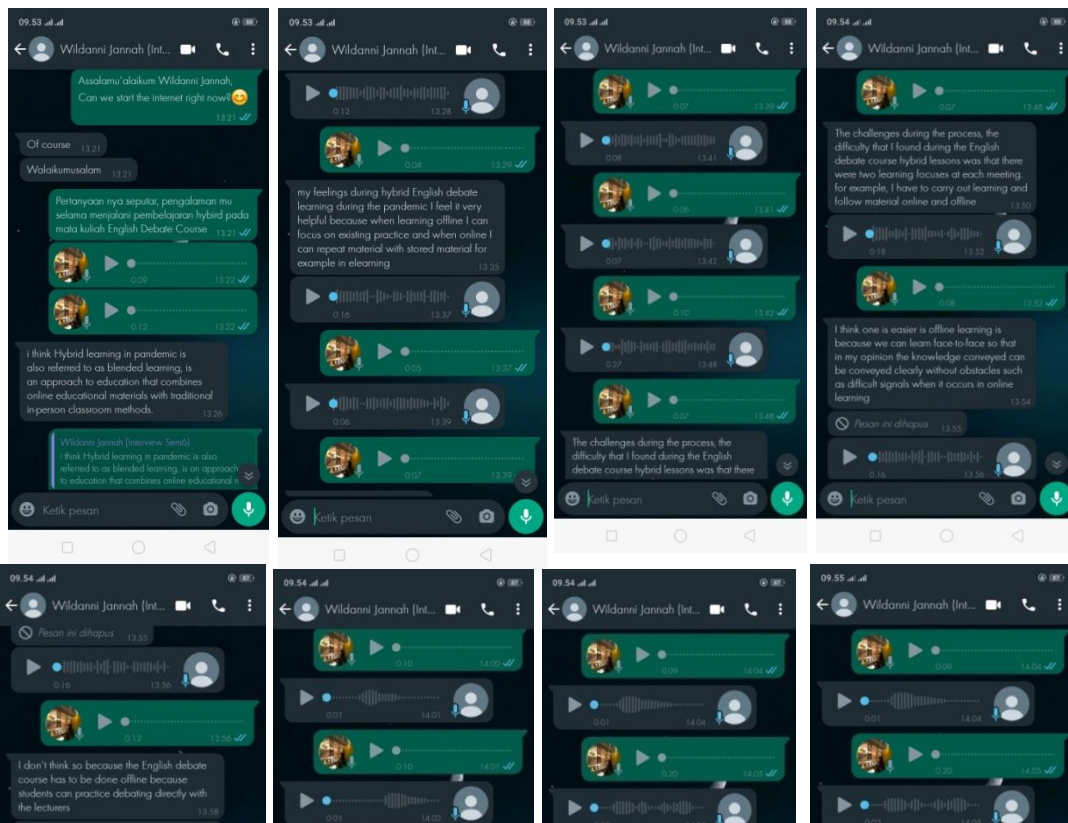 09.53
88
Wildanni Jannah (Int...
Assalamu'alaikum Wildanni Jannah,
Can we start the internet right now?😊
13.21
Of course 13.21
Walaikumusalam 13.21
Pertanyaan nya seputar, pengalaman mu
selama menjalani pembelajaran hybird pada
mata kuliah English Debate Course 13.21
0:09 13.22
0:12 13.22
i think Hybrid learning in pandemic is
also referred to as blended learning, is
an approach to education that combines
online educational materials with traditional
in-person classroom methods.
13.26
Wildanni Jannah (Interview Sem6)
i think Hybrid learning in pandemic is also
referred to as blended learning, is an approach
to education that combines online educational m...
Ketik pesan
09.53
88
Wildanni Jannah (Int...
0:12 13.28
0:04 13.29
my feelings during hybrid English debate
learning during the pandemic I feel it very
helpful because when learning offline I can
focus on existing practice and when online I
can repeat material with stored material for
example in elearning
13.35
0:16 13.37
0:05 13.37
0:06 13.39
0:07 13.39
Ketik pesan
09.53
88
Wildanni Jannah (Int...
0:07 13.39
0:08 13.41
0:06 13.41
0:07 13.42
0:10 13.42
0:27 13.48
0:07 13.48
The challenges during the process, the
difficulty that I found during the English
debate course hybrid lessons was that there
Ketik pesan
09.54
88
Wildanni Jannah (Int...
0:07 13.48
The challenges during the process, the
difficulty that I found during the English
debate course hybrid lessons was that there
were two learning focuses at each meeting.
for example, I have to carry out learning and
follow material online and offline
13.50
0:18 13.52
0:08 13.52
I think one is easier is offline learning is
because we can learn face-to-face so that
in my opinion the knowledge conveyed can
be conveyed clearly without obstacles such
as difficult signals when it occurs in online
learning
13.54
Pesan ini dihapus 13.55
0:16 13.56
Ketik pesan
09.54
87
Wildanni Jannah (Int...
Pesan ini dihapus 13.55
0:16 13.56
0:12 13.56
I don't think so because the English debate
course has to be done offline because
students can practice debating directly with
the lecturers
13.58
09.54
87
Wildanni Jannah (Int...
0:10 14.00
0:01 14.01
0:10 14.01
0:01 14.02
09.54
87
Wildanni Jannah (Int...
0:09 14.04
0:01 14.04
0:20 14.05
09.55
87
Wildanni Jannah (Int...
0:09 14.04
0:01 14.04
0:20 14.05